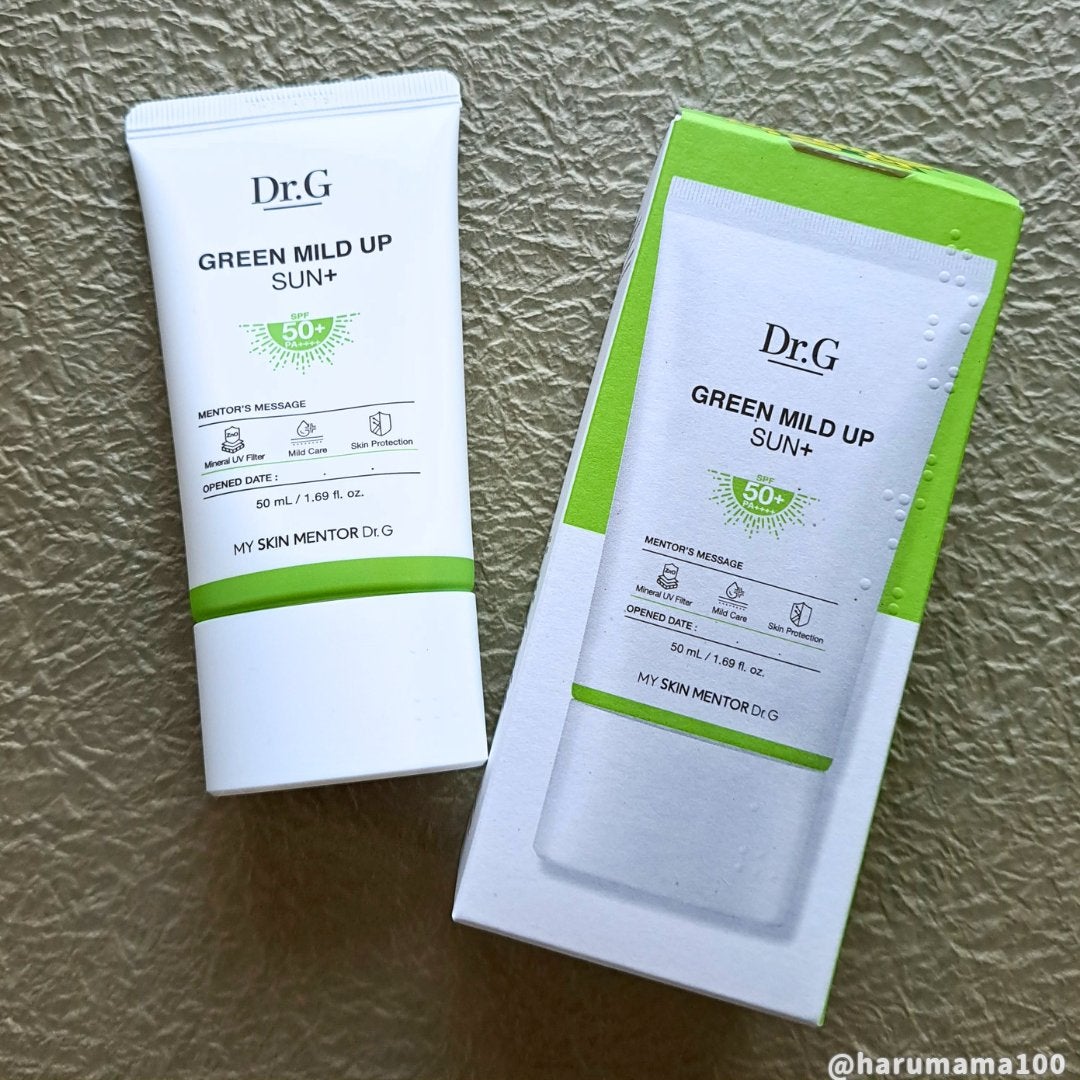 Dr.G
GREEN MILD UP
SUN+
SPF
50+
PA++++
MENTOR'S MESSAGE
ZnO
Mineral UV Filter
Mild Care
Skin Protection
OPENED DATE :
50 mL / 1.69 fl. oz.
MY SKIN MENTOR Dr.G
Dr.G
GREEN MILD UP
SUN+
SPF
50+
PA++++
MENTOR'S MESSAGE
ZnO
Mineral UV Filter
Mild Care
Skin Protection
OPENED DATE :
50 mL / 1.69 fl. oz.
MY SKIN MENTOR Dr.G
@harumama100